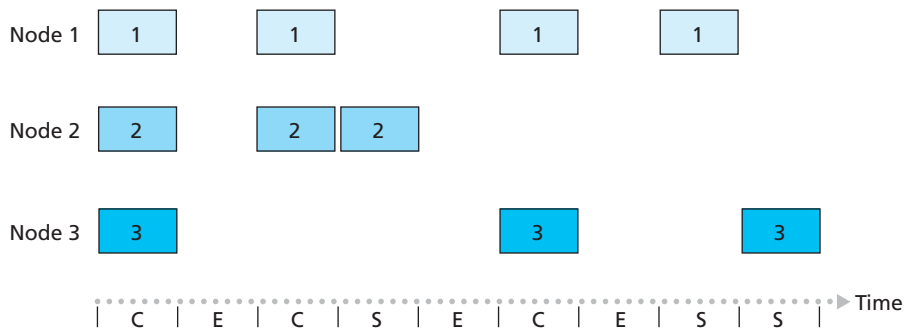 Node 1 1 1 1 1
Node 2 2 2 2
Node 3 3 3 3
Time
C E C S E C E S S